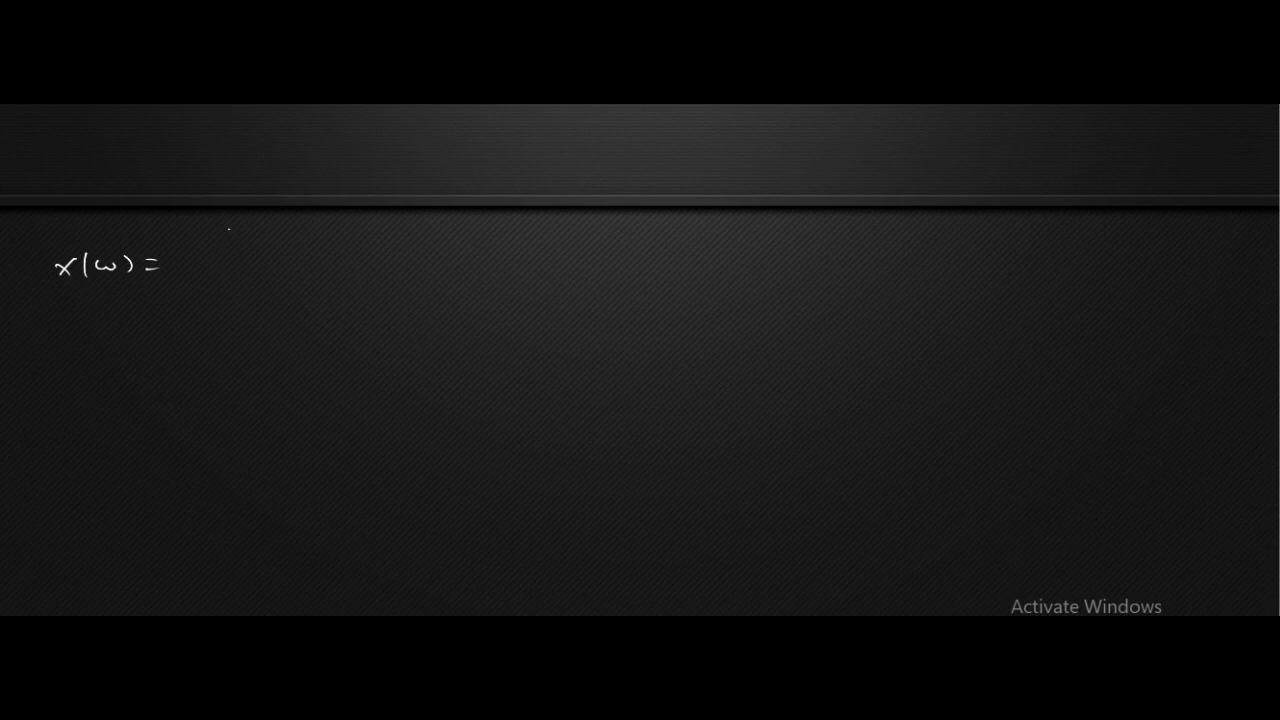 x(ω) =
Activate Windows